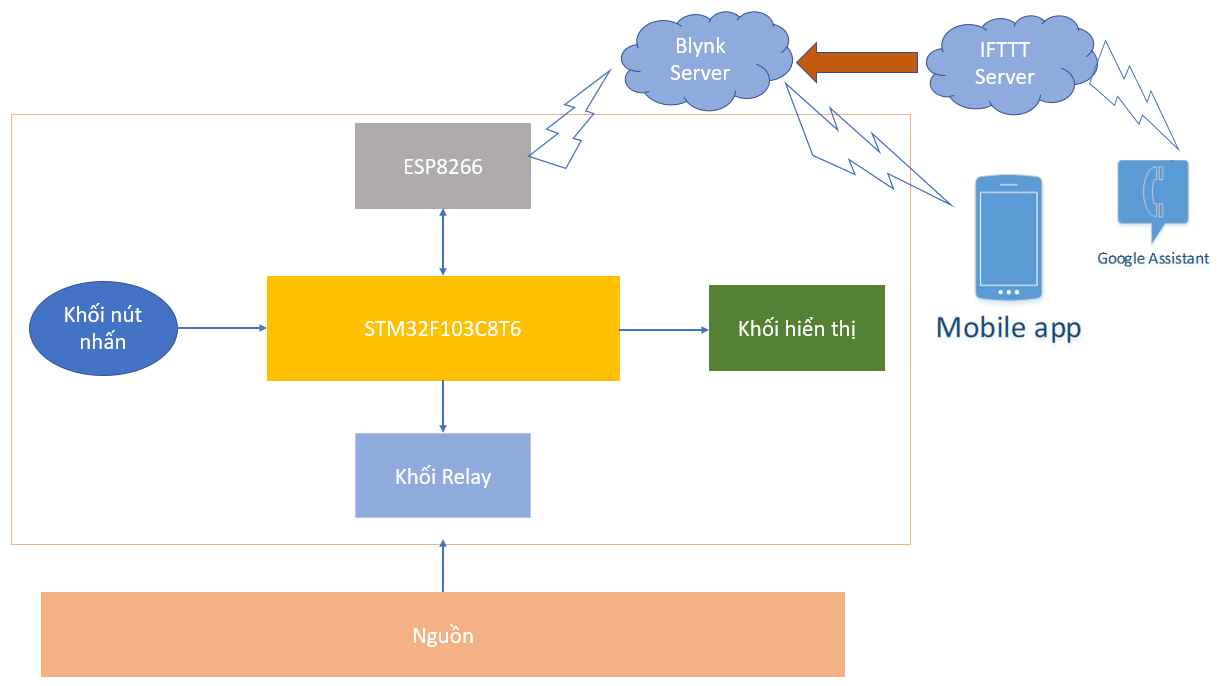 Blynk
Server
IFTTT
Server
ESP8266
Google Assistant
Khối nút
nhấn
STM32F103C8T6
Khối hiển thị
Mobile app
Khối Relay
Nguồn